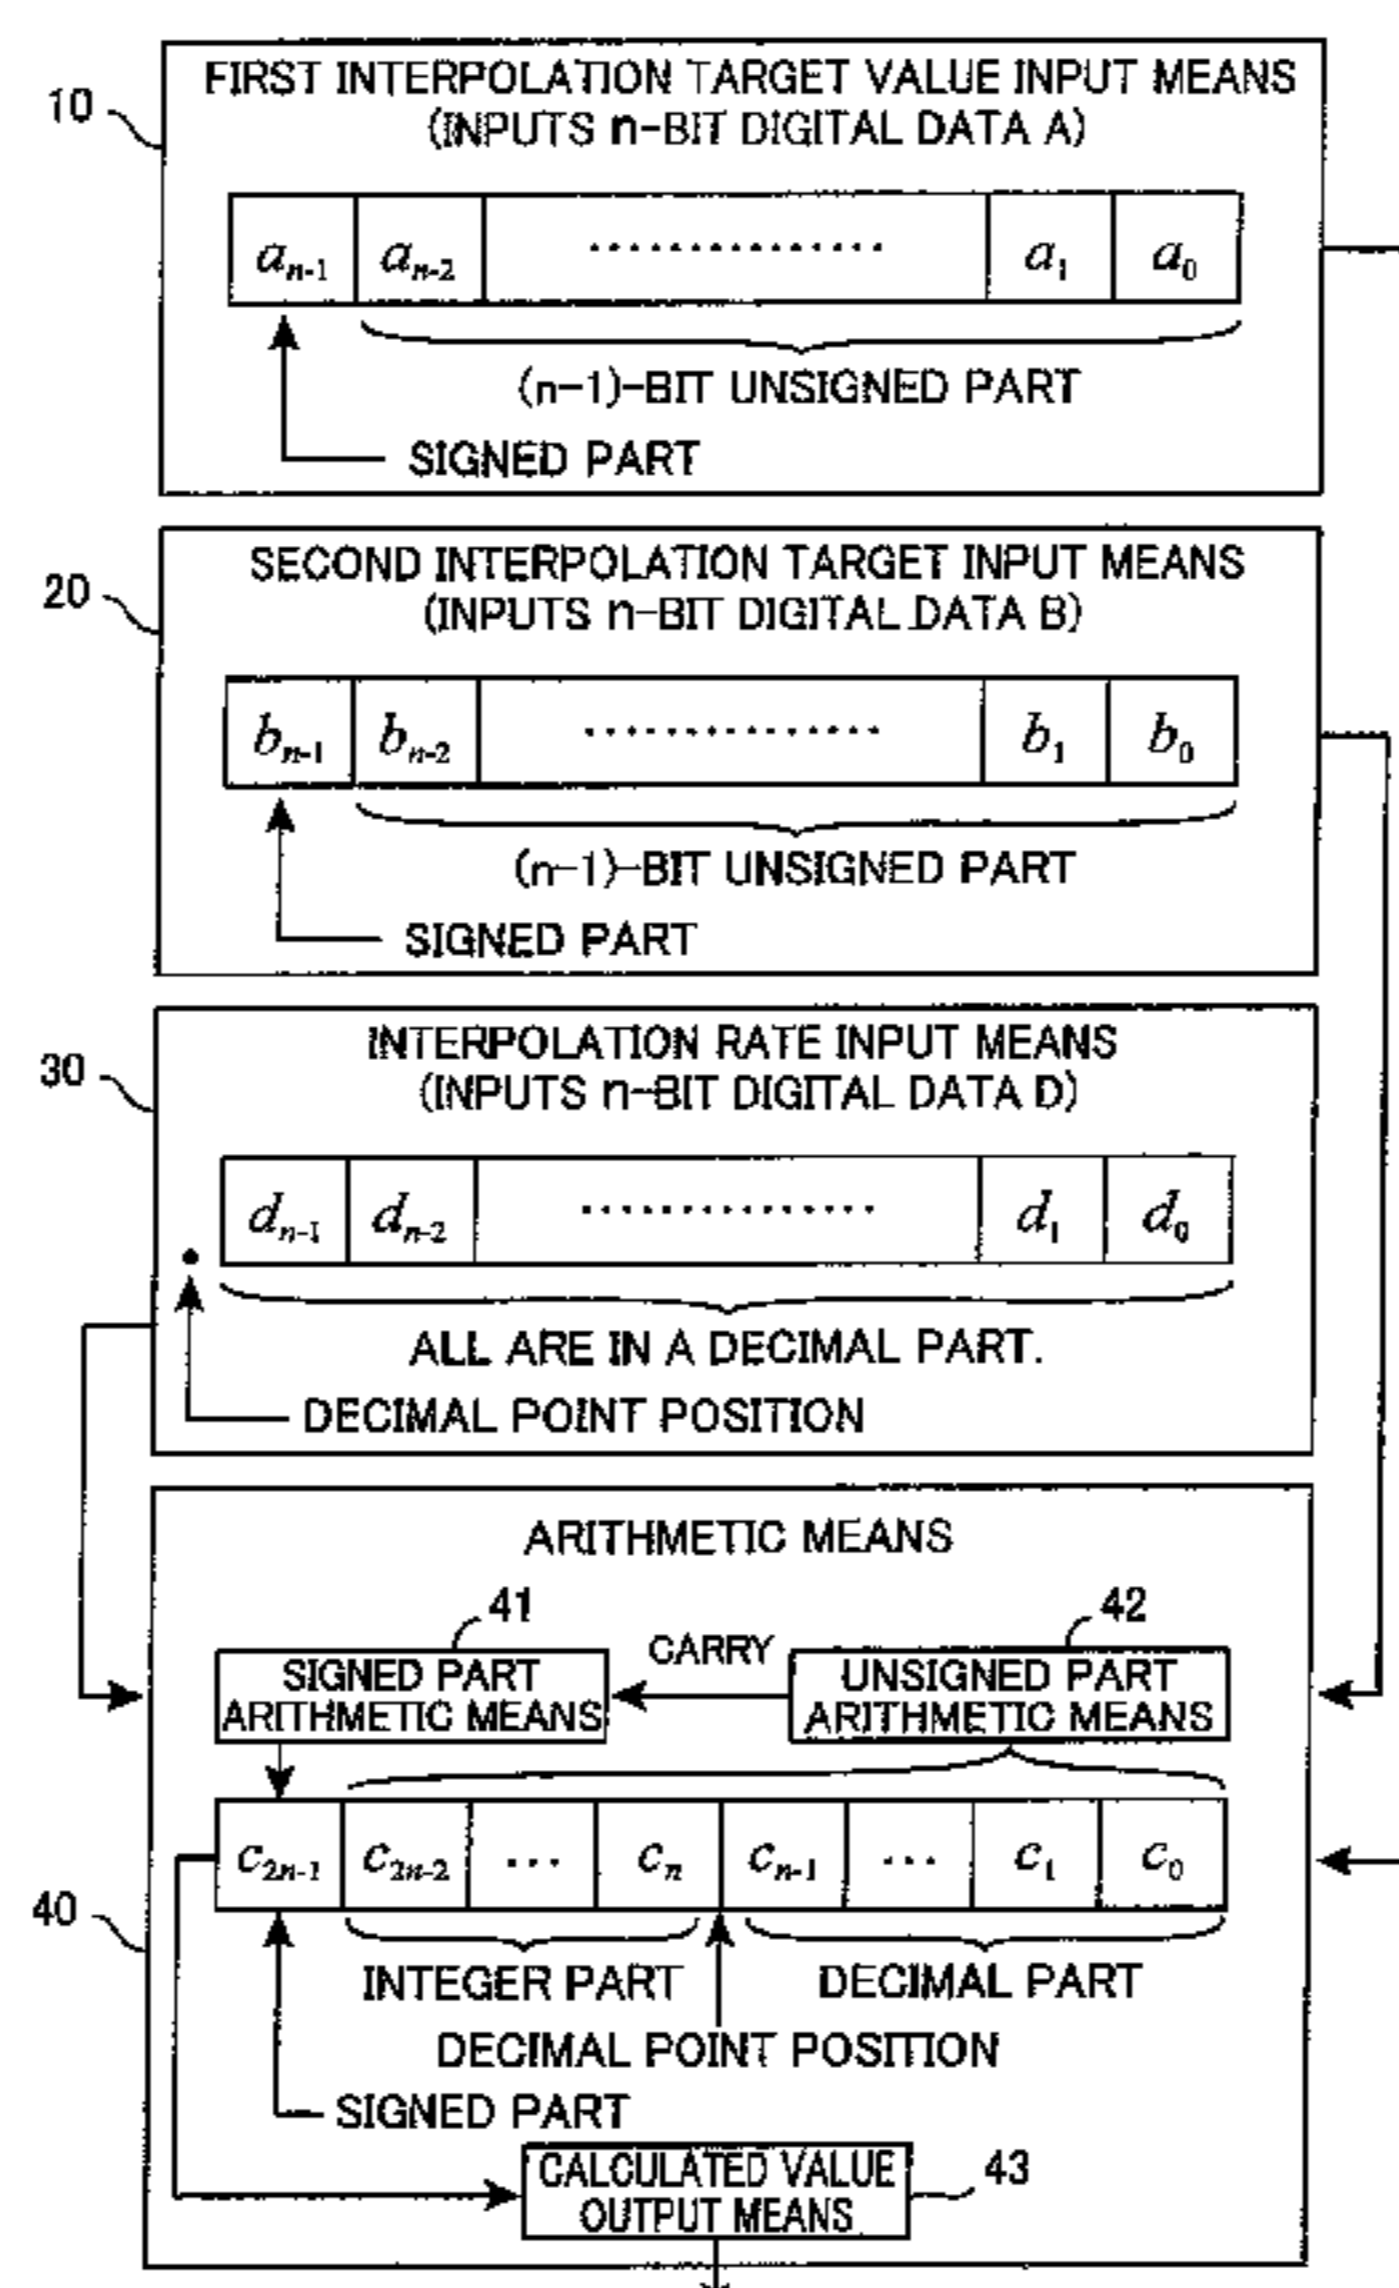 FIRST INTERPOLATION TARGET VALUE INPUT MEANS
(INPUTS n-BIT DIGITAL DATA A)
10
a_{n-1} a_{n-2} ............... a_1 a_0
(n-1)-BIT UNSIGNED PART
SIGNED PART
SECOND INTERPOLATION TARGET INPUT MEANS
(INPUTS n-BIT DIGITAL DATA B)
20
b_{n-1} b_{n-2} ............... b_1 b_0
(n-1)-BIT UNSIGNED PART
SIGNED PART
INTERPOLATION RATE INPUT MEANS
(INPUTS n-BIT DIGITAL DATA D)
30
d_{n-1} d_{n-2} ............... d_1 d_0
ALL ARE IN A DECIMAL PART.
DECIMAL POINT POSITION
ARITHMETIC MEANS
41
42
CARRY
SIGNED PART
ARITHMETIC MEANS
UNSIGNED PART
ARITHMETIC MEANS
c_{2n-1} c_{2n-2} ... c_n c_{n-1} ... c_1 c_0
40
INTEGER PART
DECIMAL PART
DECIMAL POINT POSITION
SIGNED PART
CALCULATED VALUE
OUTPUT MEANS
43